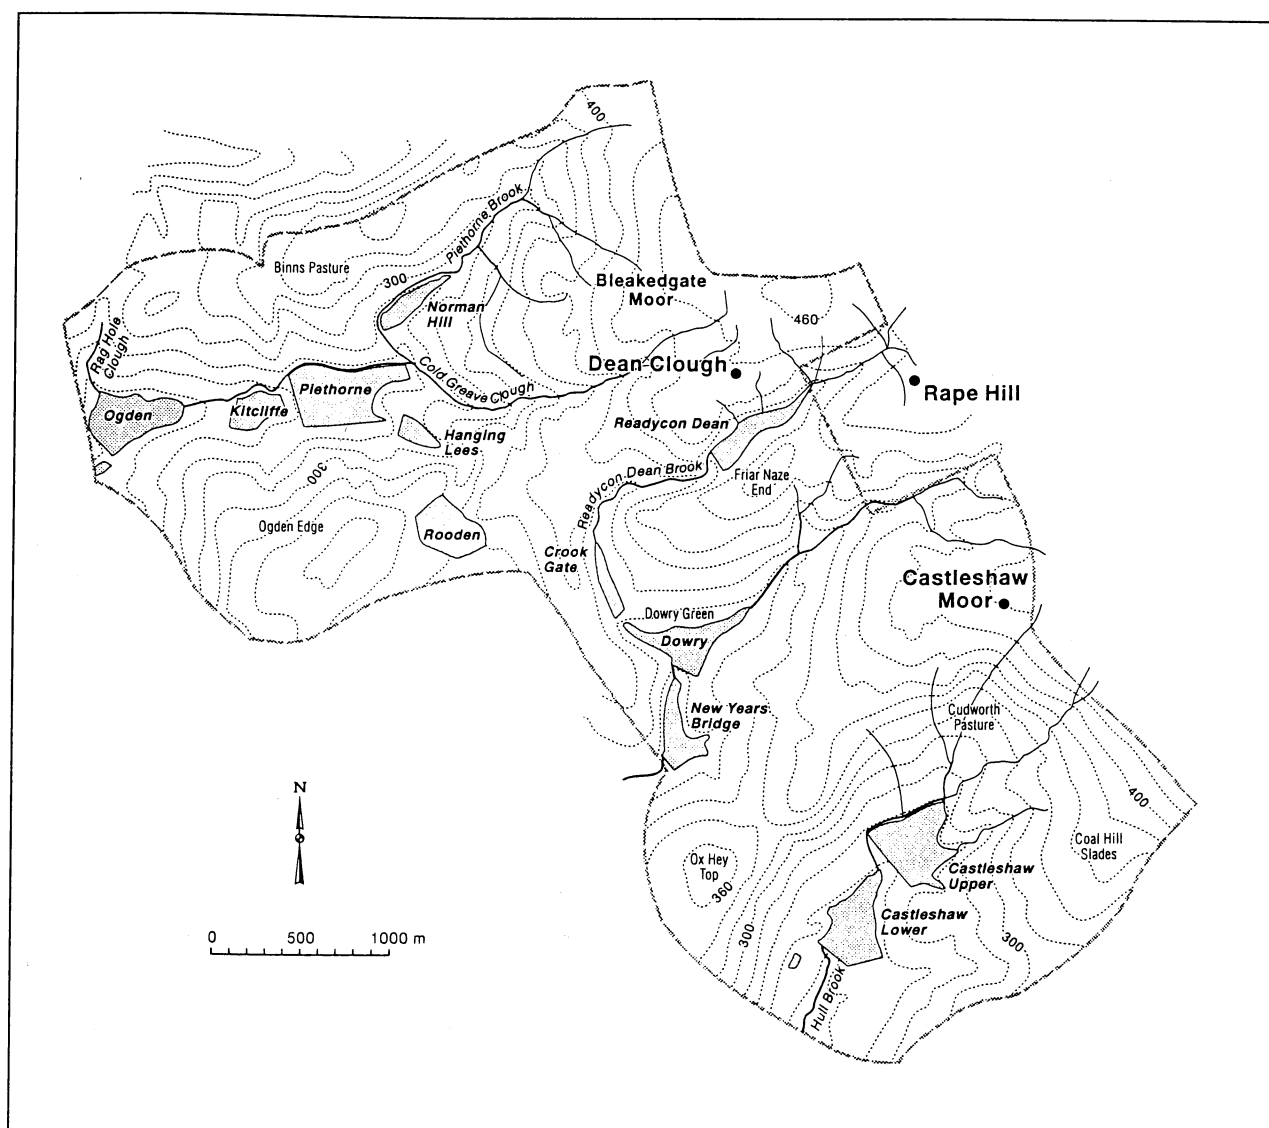 400
Piethorne Brook
Binns Pasture
300
Bleakedgate
Moor
Norman
Hill
460
Rag Hole
Clough
Dean Clough
Cold Greave Clough
Rape Hill
Piethorne
Kitcliffe
Ogden
Readycon Dean
Hanging
Lees
300
Readycon Dean Brook
Friar Naze
End
Ogden Edge
Rooden
Crook
Gate
Castleshaw
Moor
Dowry Green
Dowry
New Years
Bridge
Cudworth
Pasture
N
400
Coal Hill
Slades
Ox Hey
Top
360
Castleshaw
Upper
Castleshaw
Lower
300
300
0 500 1000 m
Hull Brook